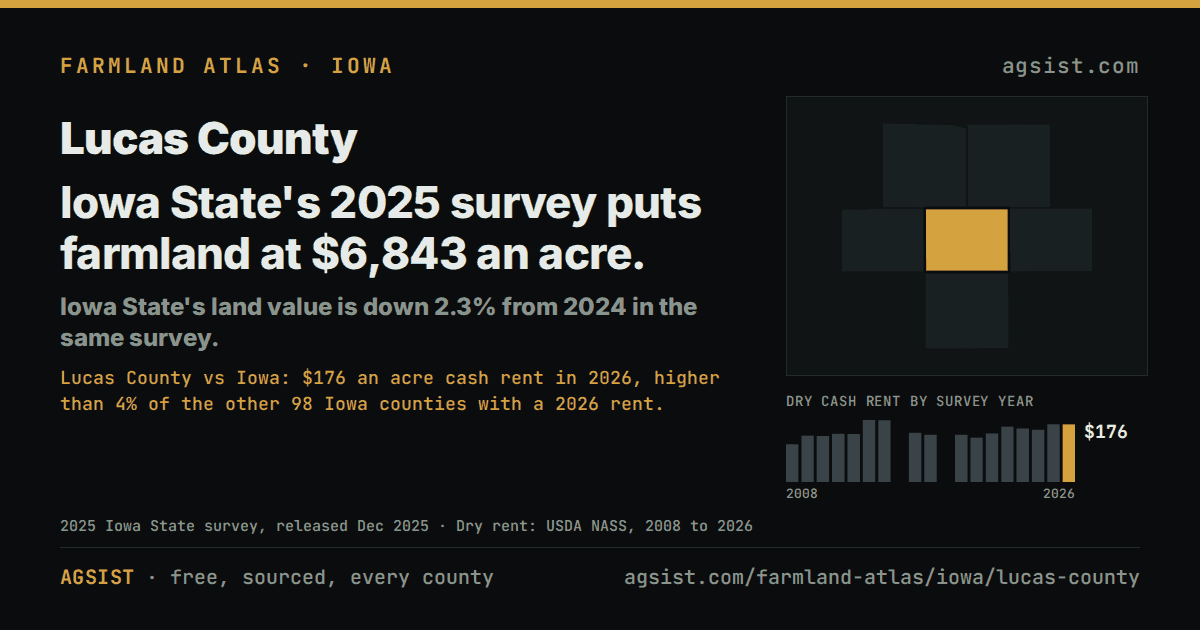 FARMLAND ATLAS · IOWA
agsist.com
Lucas County
Iowa State's 2025 survey puts
farmland at $6,843 an acre.
Iowa State's land value is down 2.3% from 2024 in the
same survey.
Lucas County vs Iowa: $176 an acre cash rent in 2026, higher
than 4% of the other 98 Iowa counties with a 2026 rent.
DRY CASH RENT BY SURVEY YEAR
$176
2008
2026
2025 Iowa State survey, released Dec 2025 · Dry rent: USDA NASS, 2008 to 2026
AGSIST · free, sourced, every county
agsist.com/farmland-atlas/iowa/lucas-county